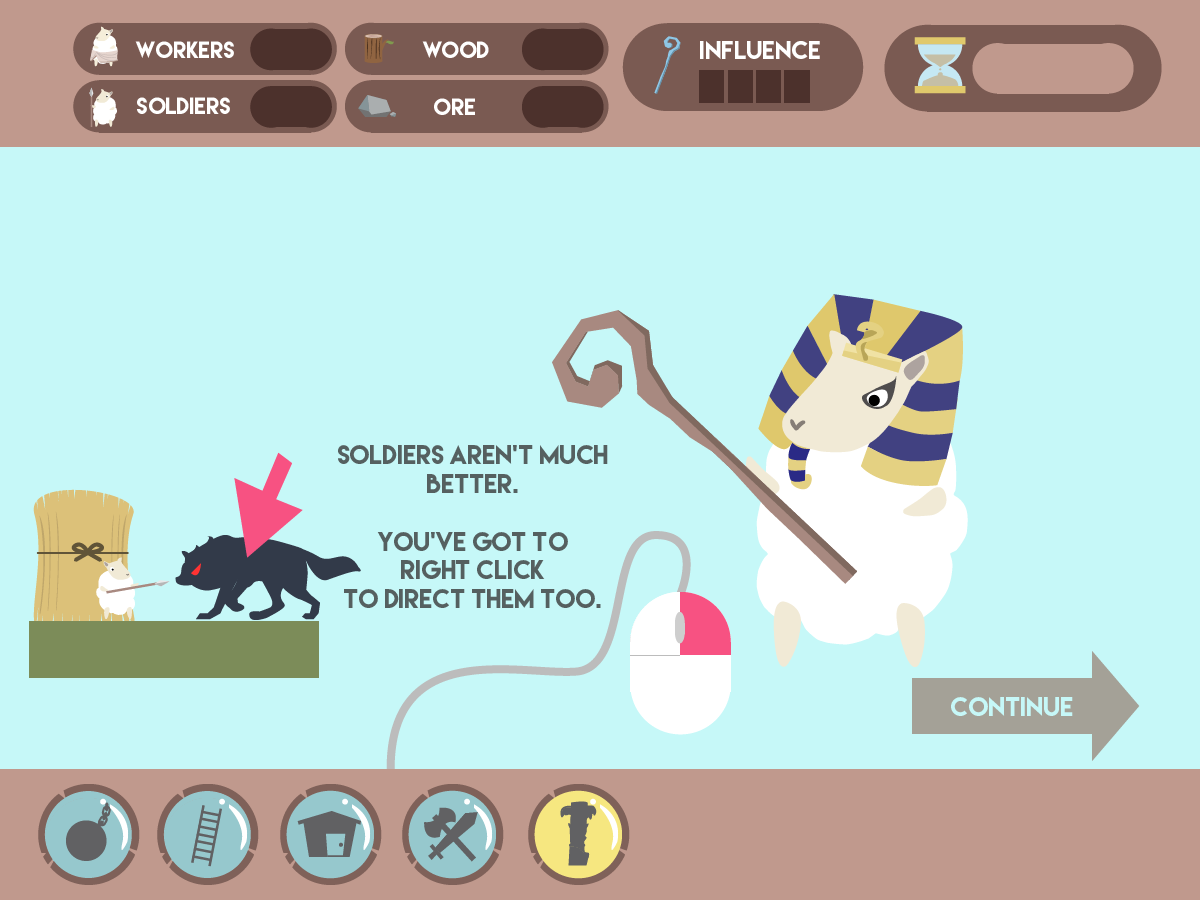 WORKERS
WOOD
INFLUENCE
SOLDIERS
ORE
SOLDIERS AREN'T MUCH
BETTER.
YOU'VE GOT TO
RIGHT CLICK
TO DIRECT THEM TOO.
CONTINUE